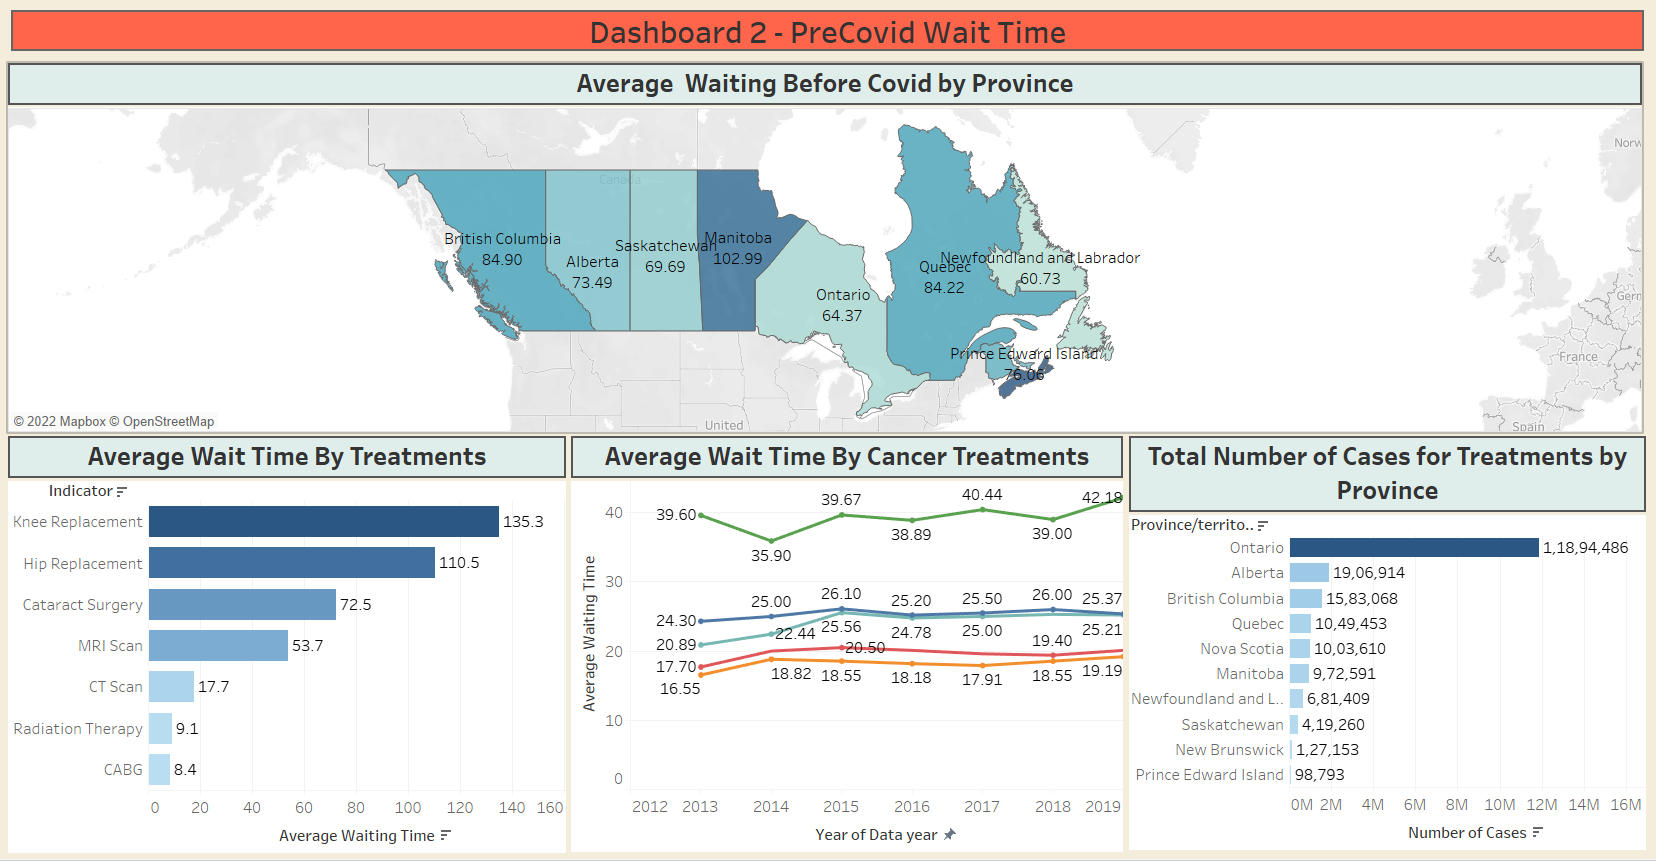 Dashboard 2 - PreCovid Wait Time
Average Waiting Before Covid by Province
Norw
Canada
British Columbia
84.90
Alberta
73.49
Saskatchewan
69.69
Manitoba
102.99
Ontario
64.37
Quebec
84.22
Newfoundland and Labrador
60.73
Prince Edward Island
76.06
Gern
France
Spain
United
© 2022 Mapbox © OpenStreetMap
Average Wait Time By Treatments
Indicator
Knee Replacement 135.3
Hip Replacement 110.5
Cataract Surgery 72.5
MRI Scan 53.7
CT Scan 17.7
Radiation Therapy 9.1
CABG 8.4
0 20 40 60 80 100 120 140 160
Average Waiting Time
Average Wait Time By Cancer Treatments
Average Waiting Time
40
30
20
10
0
39.60 35.90 39.67 38.89 40.44 39.00 42.18
24.30 25.00 26.10 25.20 25.50 26.00 25.37
20.89 22.44 25.56 24.78 25.00 25.21
17.70 20.50 19.40
16.55 18.82 18.55 18.18 17.91 18.55 19.19
2012 2013 2014 2015 2016 2017 2018 2019
Year of Data year
Total Number of Cases for Treatments by
Province
Province/territo..
Ontario 1,18,94,486
Alberta 19,06,914
British Columbia 15,83,068
Quebec 10,49,453
Nova Scotia 10,03,610
Manitoba 9,72,591
Newfoundland and L.. 6,81,409
Saskatchewan 4,19,260
New Brunswick 1,27,153
Prince Edward Island 98,793
0M 2M 4M 6M 8M 10M 12M 14M 16M
Number of Cases